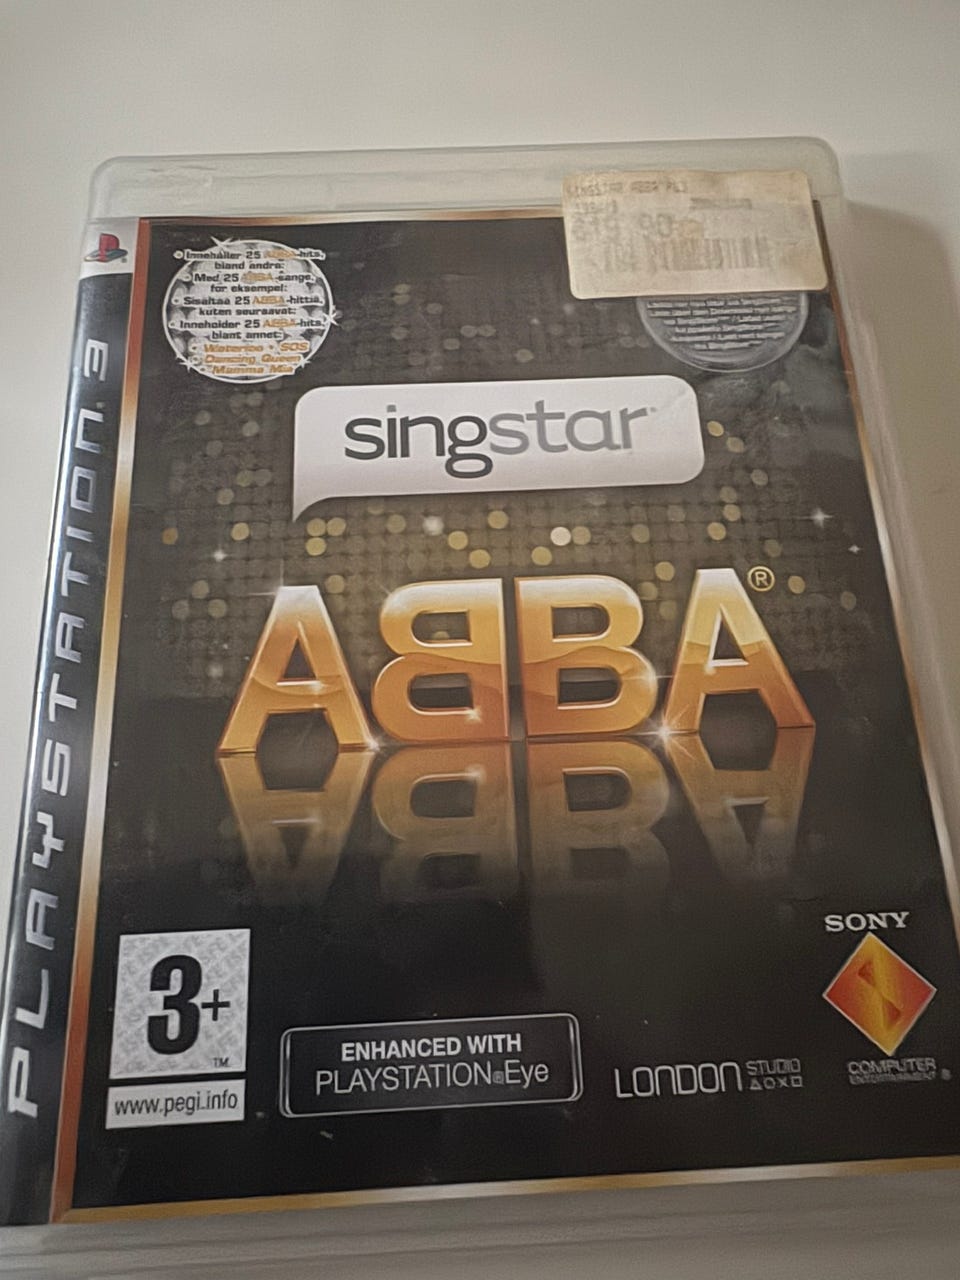 SINGSTAR ABBA PS3
• Innehåller 25 ABBA-hits,
bland andra:
• Med 25 ABBA-sange,
for eksempel:
• Sisältää 25 ABBA-hittiä,
kuten seuraavat:
• Inneholder 25 ABBA-hits,
blant annet:
Waterloo • SOS
Dancing Queen
Mamma Mia
singstar
ABBA®
PLAYSTATION 3
3+
TM
www.pegi.info
ENHANCED WITH
PLAYSTATION®Eye
LONDON STUDIO
SONY
COMPUTER
ENTERTAINMENT®